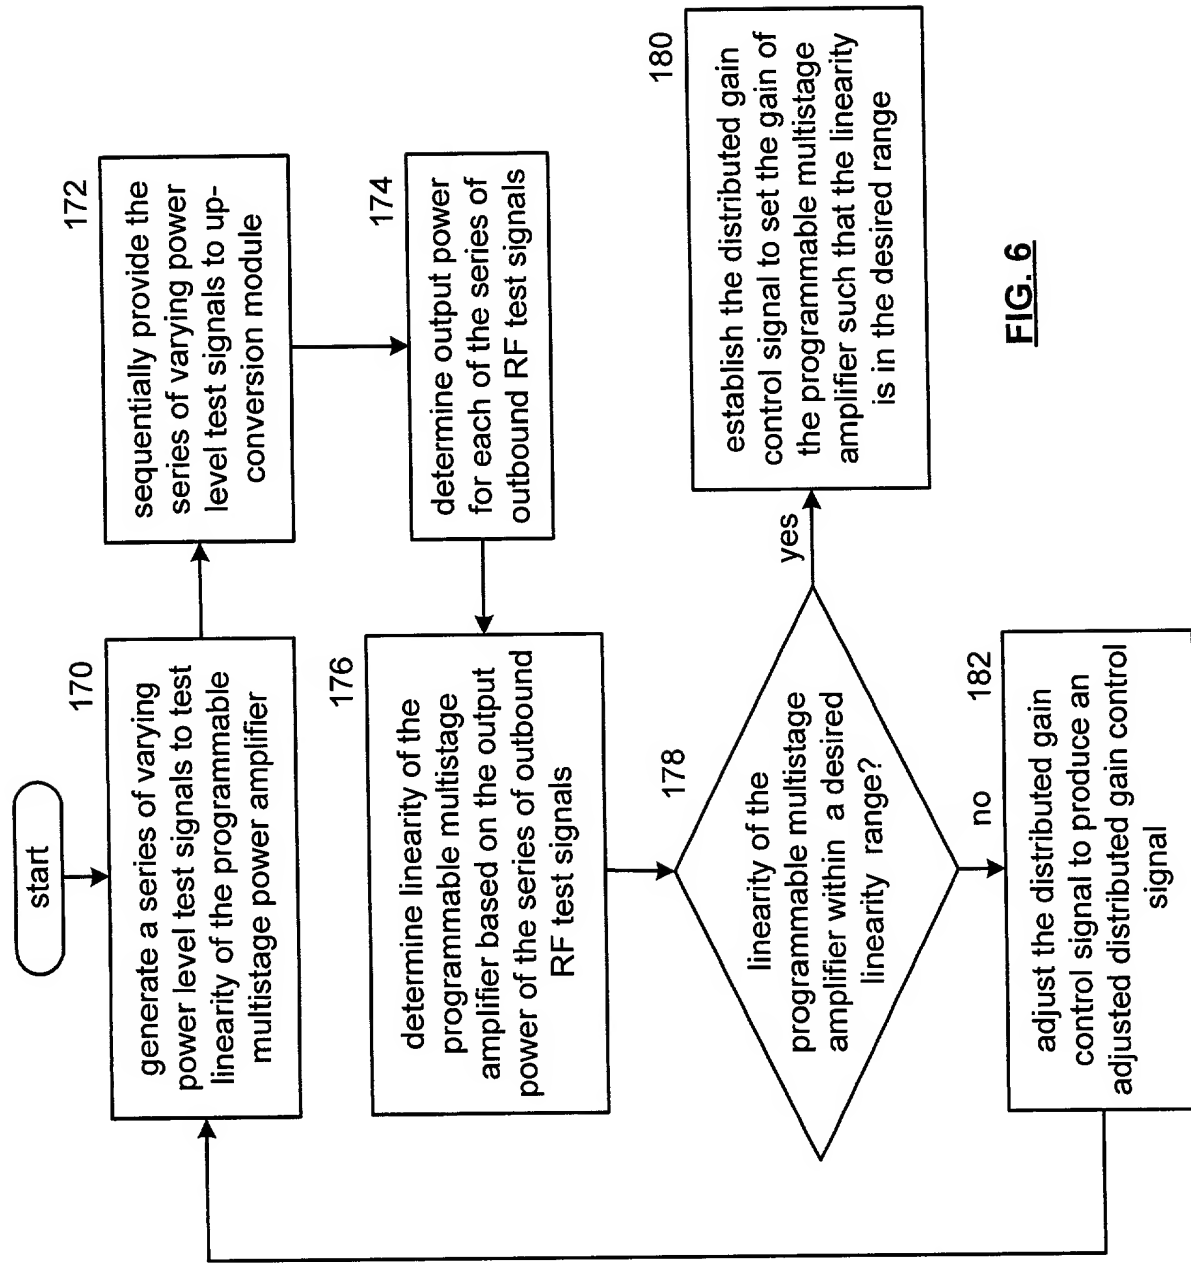 start
170
generate a series of varying
power level test signals to test
linearity of the programmable
multistage power amplifier
172
sequentially provide the
series of varying power
level test signals to up-
conversion module
174
determine output power
for each of the series of
outbound RF test signals
176
determine linearity of the
programmable multistage
amplifier based on the output
power of the series of outbound
RF test signals
178
linearity of the
programmable multistage
amplifier within a desired
linearity range?
yes
180
establish the distributed gain
control signal to set the gain of
the programmable multistage
amplifier such that the linearity
is in the desired range
no
182
adjust the distributed gain
control signal to produce an
adjusted distributed gain control
signal
FIG. 6